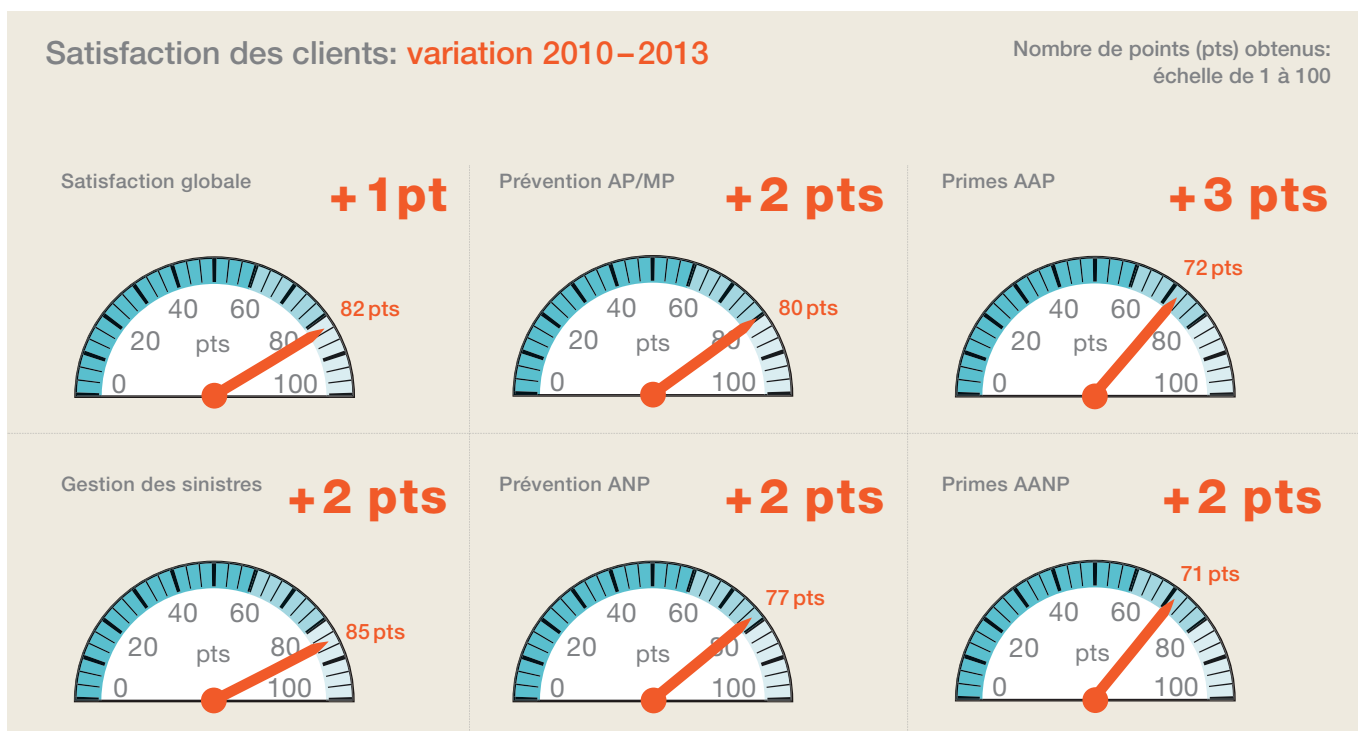 Satisfaction des clients: variation 2010–2013
Nombre de points (pts) obtenus:
échelle de 1 à 100
Satisfaction globale
+1pt
82 pts
0
20
40
60
80
100
pts
Prévention AP/MP
+2 pts
80 pts
0
20
40
60
80
100
pts
Primes AAP
+3 pts
72 pts
0
20
40
60
80
100
pts
Gestion des sinistres
+2 pts
85 pts
0
20
40
60
80
100
pts
Prévention ANP
+2 pts
77 pts
0
20
40
60
80
100
pts
Primes AANP
+2 pts
71 pts
0
20
40
60
80
100
pts